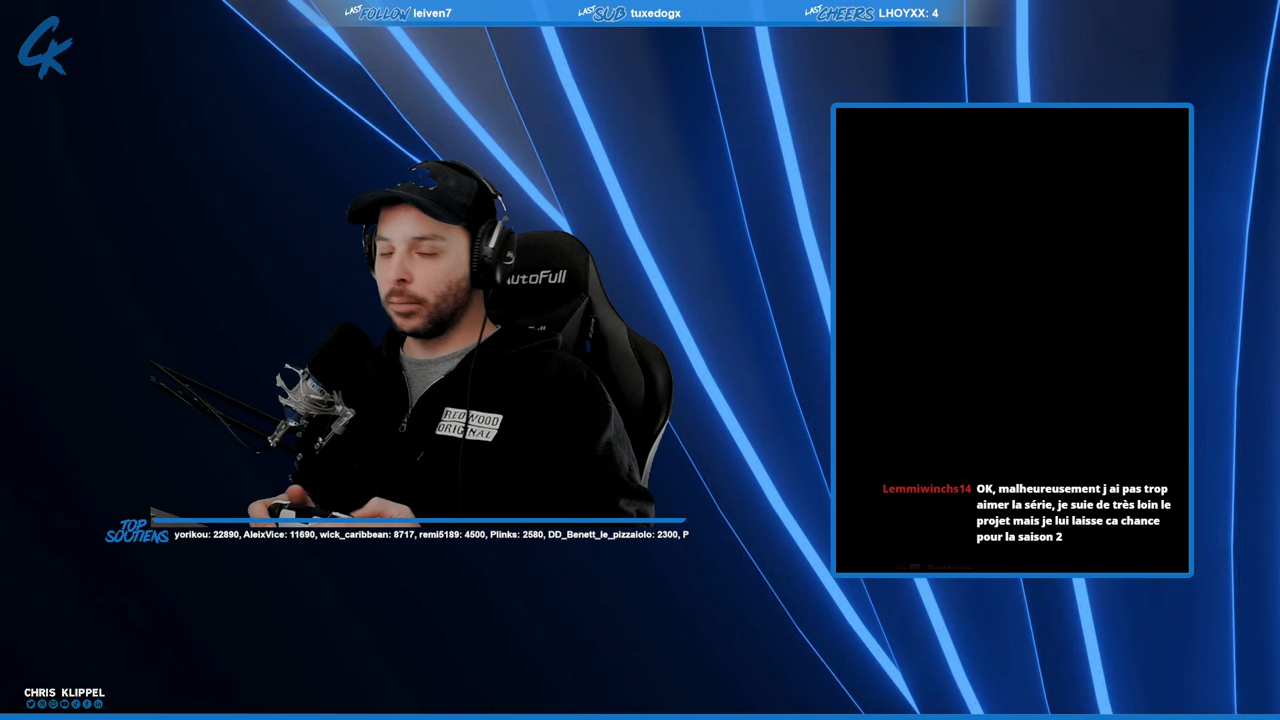 LAST FOLLOW leiven7
LAST SUB tuxedogx
LAST CHEERS LHOYXX: 4
CK
AutoFull
REDWOOD
ORIGINAL
Lemmiwinchs14 OK, malheureusement j ai pas trop
aimer la série, je suie de très loin le
projet mais je lui laisse ca chance
pour la saison 2
TOP
SOUTIENS
yorikou: 22890, AleixVice: 11690, wick_caribbean: 8717, remi5189: 4500, Plinks: 2580, DD_Benett_le_pizzaiolo: 2300, P
CHRIS KLIPPEL